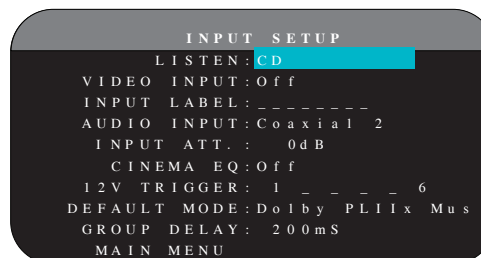 INPUT SETUP
LISTEN:CD
VIDEO INPUT:Off
INPUT LABEL:________
AUDIO INPUT:Coaxial 2
INPUT ATT.: 0dB
CINEMA EQ:Off
12V TRIGGER: 1 _ _ _ _ 6
DEFAULT MODE:Dolby PLIIx Mus
GROUP DELAY: 200mS
MAIN MENU